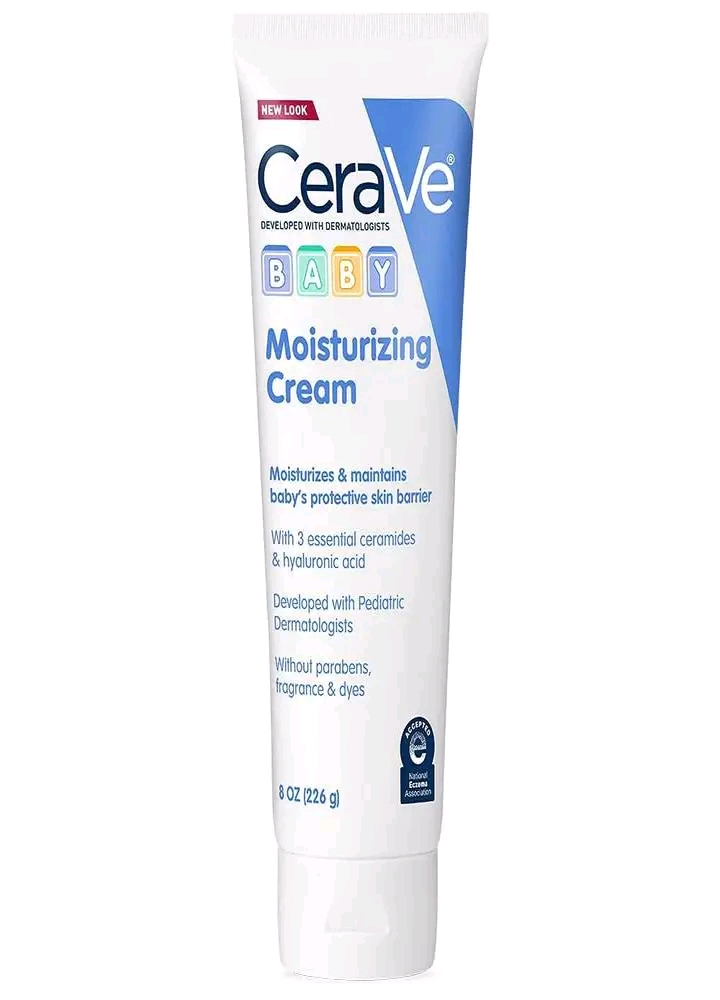 NEW LOOK
CeraVe®
DEVELOPED WITH DERMATOLOGISTS
BABY
Moisturizing
Cream
Moisturizes & maintains
baby's protective skin barrier
With 3 essential ceramides
& hyaluronic acid
Developed with Pediatric
Dermatologists
Without parabens,
fragrance & dyes
ACCEPTED
National
Eczema
Association
8 OZ (226 g)